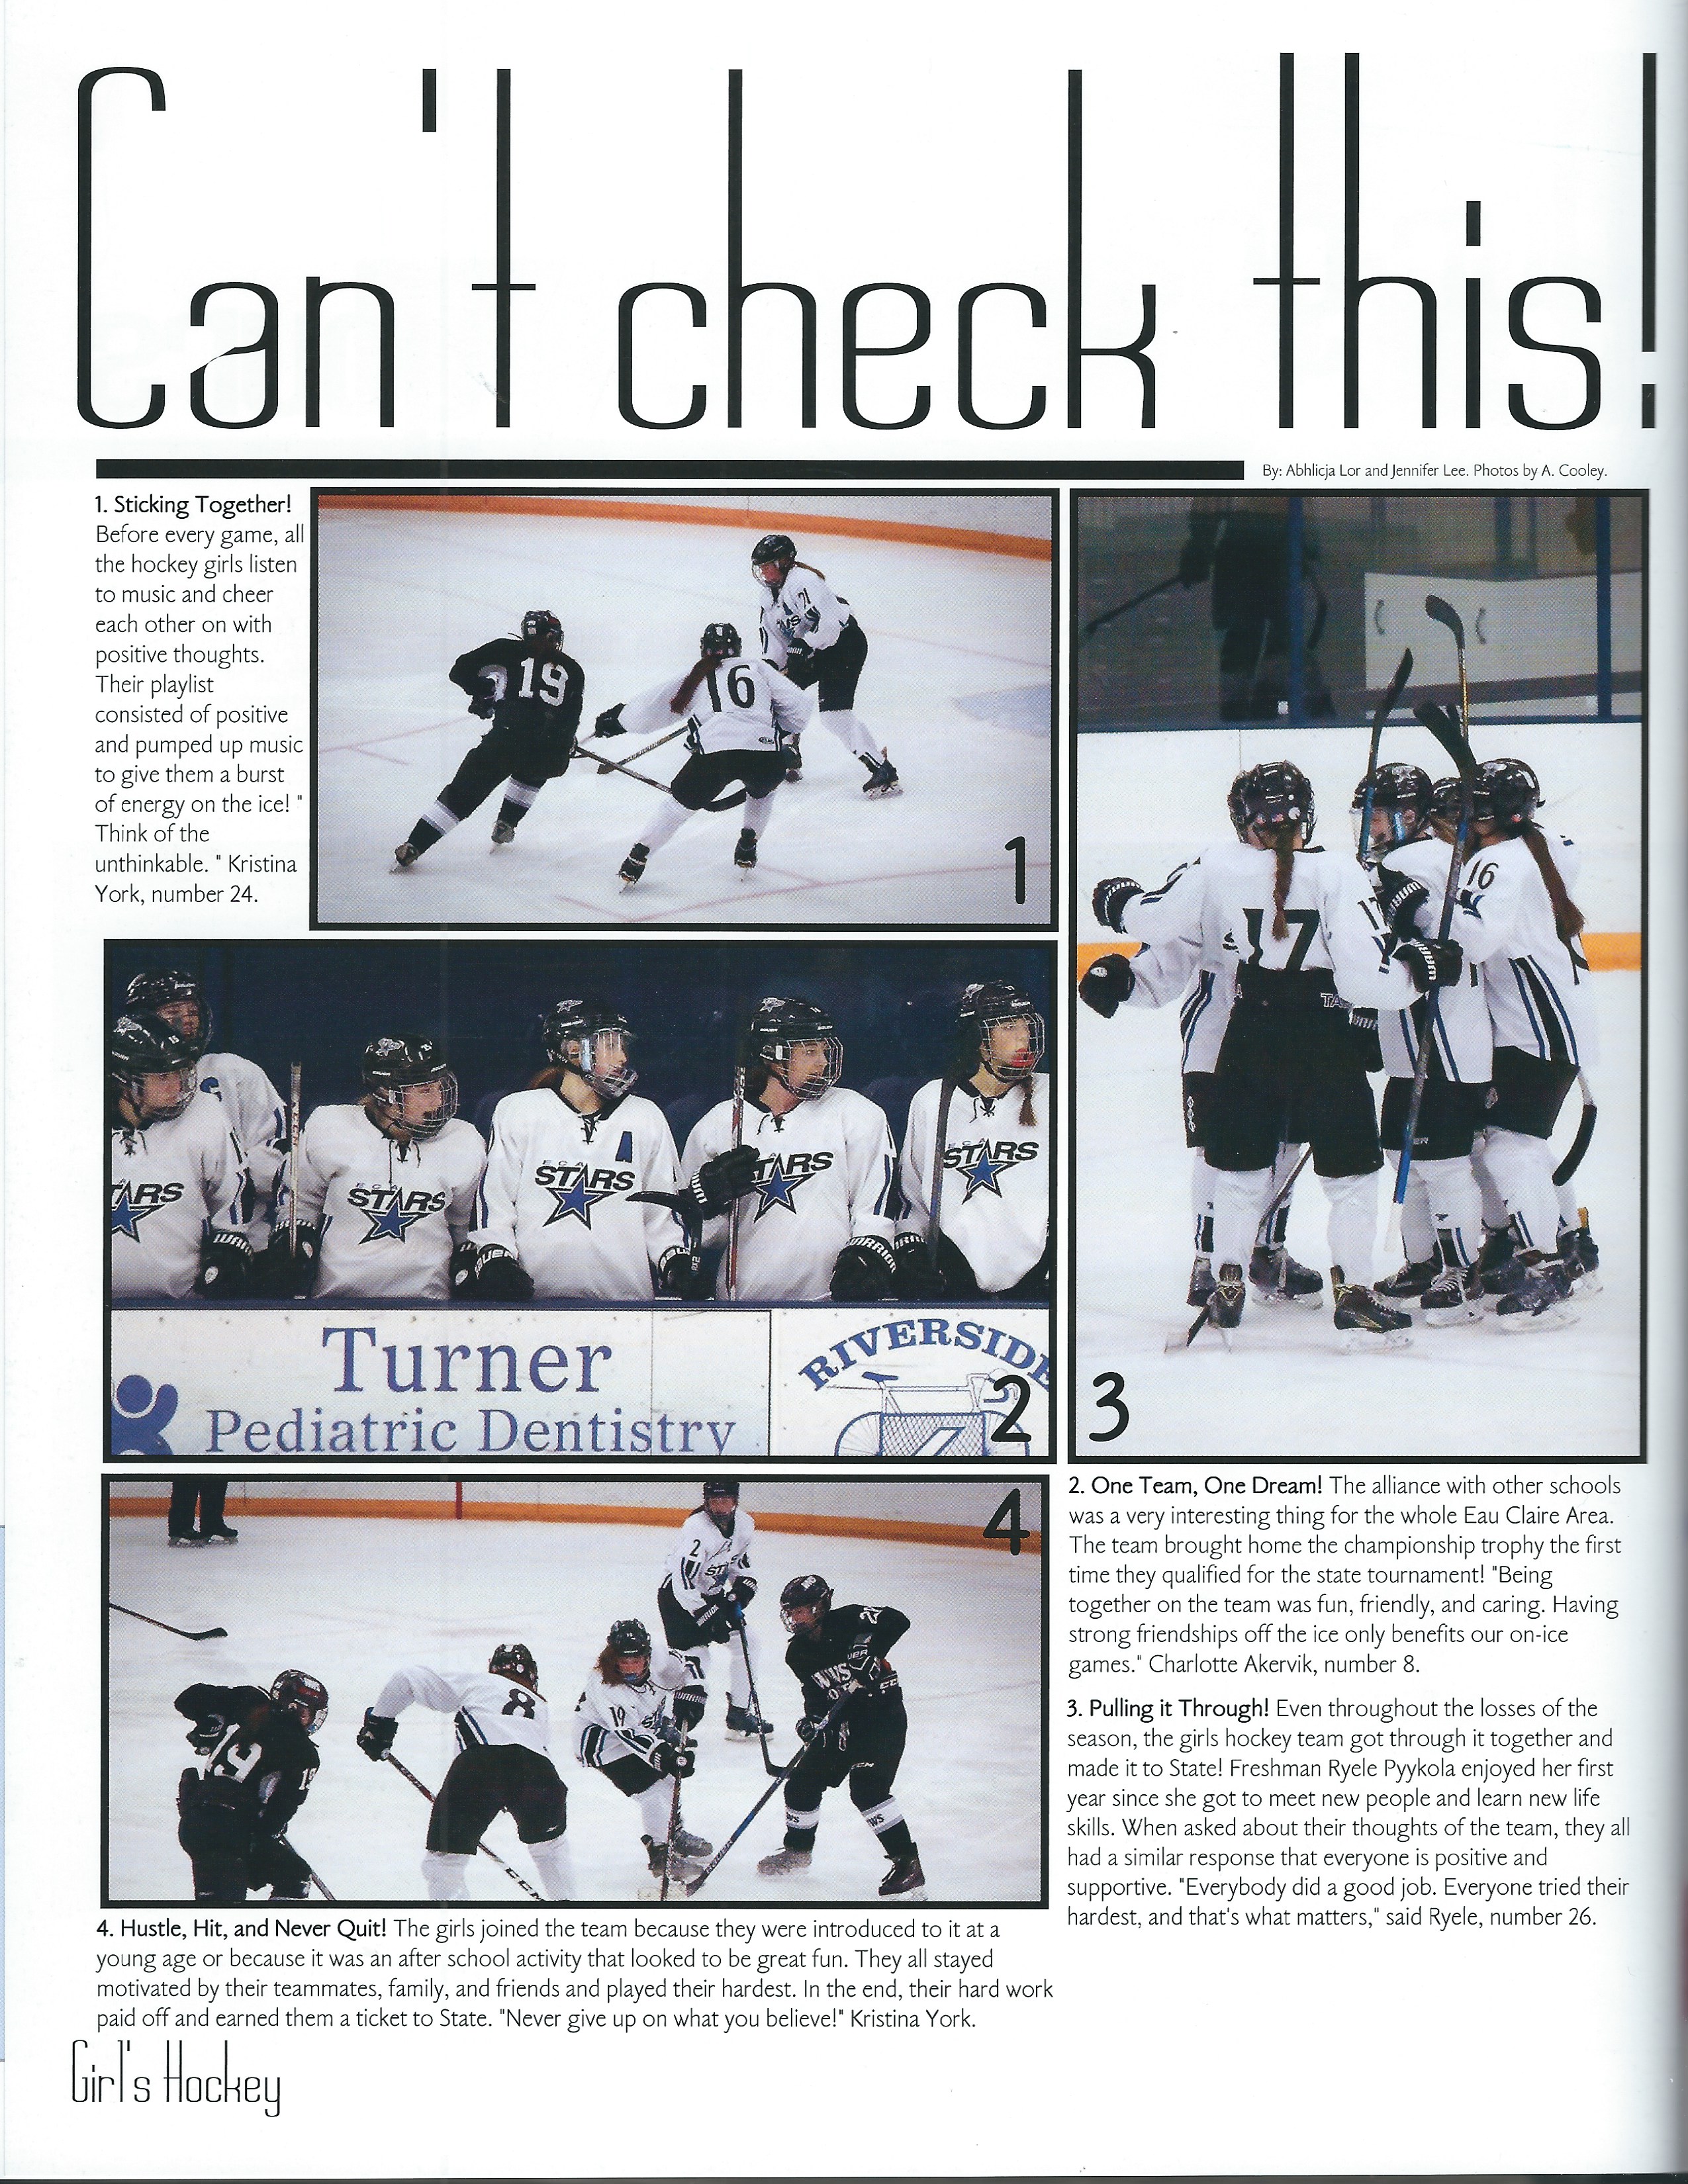 Can't check this!
By: Abhlicja Lor and Jennifer Lee. Photos by A. Cooley.
1. Sticking Together!
Before every game, all
the hockey girls listen
to music and cheer
each other on with
positive thoughts.
Their playlist
consisted of positive
and pumped up music
to give them a burst
of energy on the ice! "
Think of the
unthinkable. " Kristina
York, number 24.
19
16
21
1
17
16
3
STARS
ECA STARS
A
ECA STARS
STARS
ECA STARS
WARRIOR
BAUER
Turner
Pediatric Dentistry
RIVERSIDE
2
4
2
8
19
19
WWS
2. One Team, One Dream! The alliance with other schools
was a very interesting thing for the whole Eau Claire Area.
The team brought home the championship trophy the first
time they qualified for the state tournament! "Being
together on the team was fun, friendly, and caring. Having
strong friendships off the ice only benefits our on-ice
games." Charlotte Akervik, number 8.
3. Pulling it Through! Even throughout the losses of the
season, the girls hockey team got through it together and
made it to State! Freshman Ryele Pyykola enjoyed her first
year since she got to meet new people and learn new life
skills. When asked about their thoughts of the team, they all
had a similar response that everyone is positive and
supportive. "Everybody did a good job. Everyone tried their
hardest, and that's what matters," said Ryele, number 26.
4. Hustle, Hit, and Never Quit! The girls joined the team because they were introduced to it at a
young age or because it was an after school activity that looked to be great fun. They all stayed
motivated by their teammates, family, and friends and played their hardest. In the end, their hard work
paid off and earned them a ticket to State. "Never give up on what you believe!" Kristina York.
Girl's Hockey